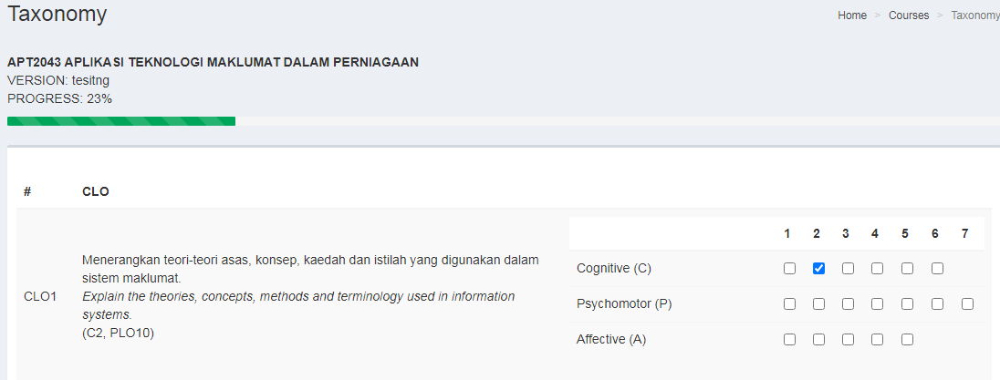 Taxonomy
Home > Courses > Taxonomy
APT2043 APLIKASI TEKNOLOGI MAKLUMAT DALAM PERNIAGAAN
VERSION: tesitng
PROGRESS: 23%
# CLO
1 2 3 4 5 6 7
CLO1
Menerangkan teori-teori asas, konsep, kaedah dan istilah yang digunakan dalam
sistem maklumat.
Explain the theories, concepts, methods and terminology used in information
systems.
(C2, PLO10)
Cognitive (C)
Psychomotor (P)
Affective (A)